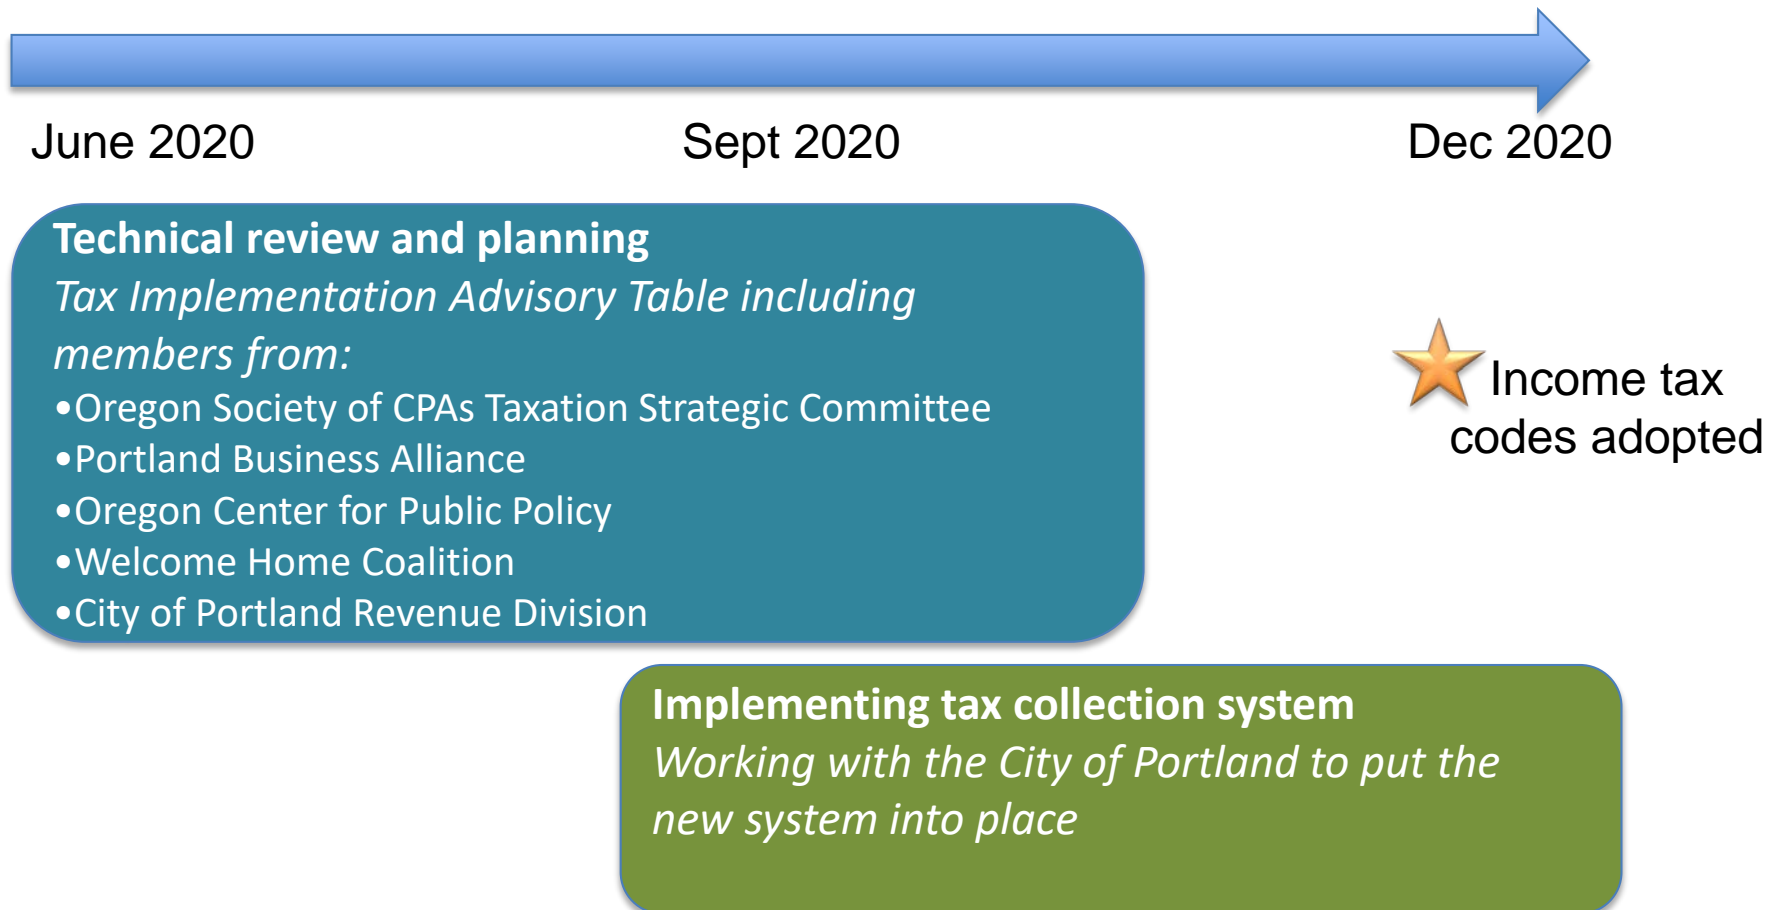 June 2020
Sept 2020
Dec 2020
Technical review and planning
Tax Implementation Advisory Table including
members from:
•Oregon Society of CPAs Taxation Strategic Committee
•Portland Business Alliance
•Oregon Center for Public Policy
•Welcome Home Coalition
•City of Portland Revenue Division
Income tax
codes adopted
Implementing tax collection system
Working with the City of Portland to put the
new system into place